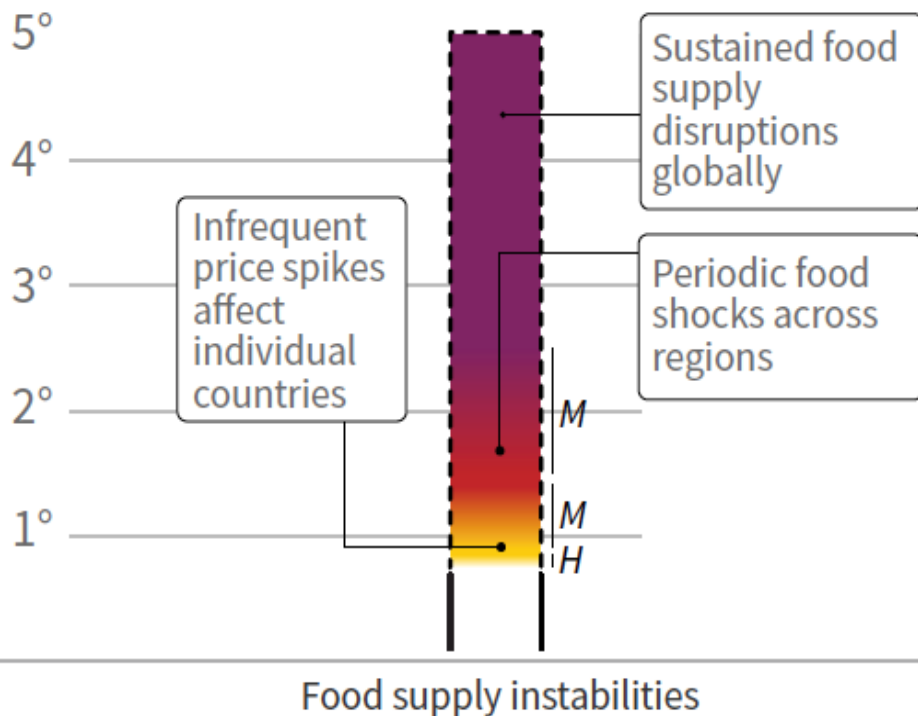 5°
4°
3°
2°
1°
Sustained food
supply
disruptions
globally
Infrequent
price spikes
affect
individual
countries
Periodic food
shocks across
regions
M
M
H
Food supply instabilities